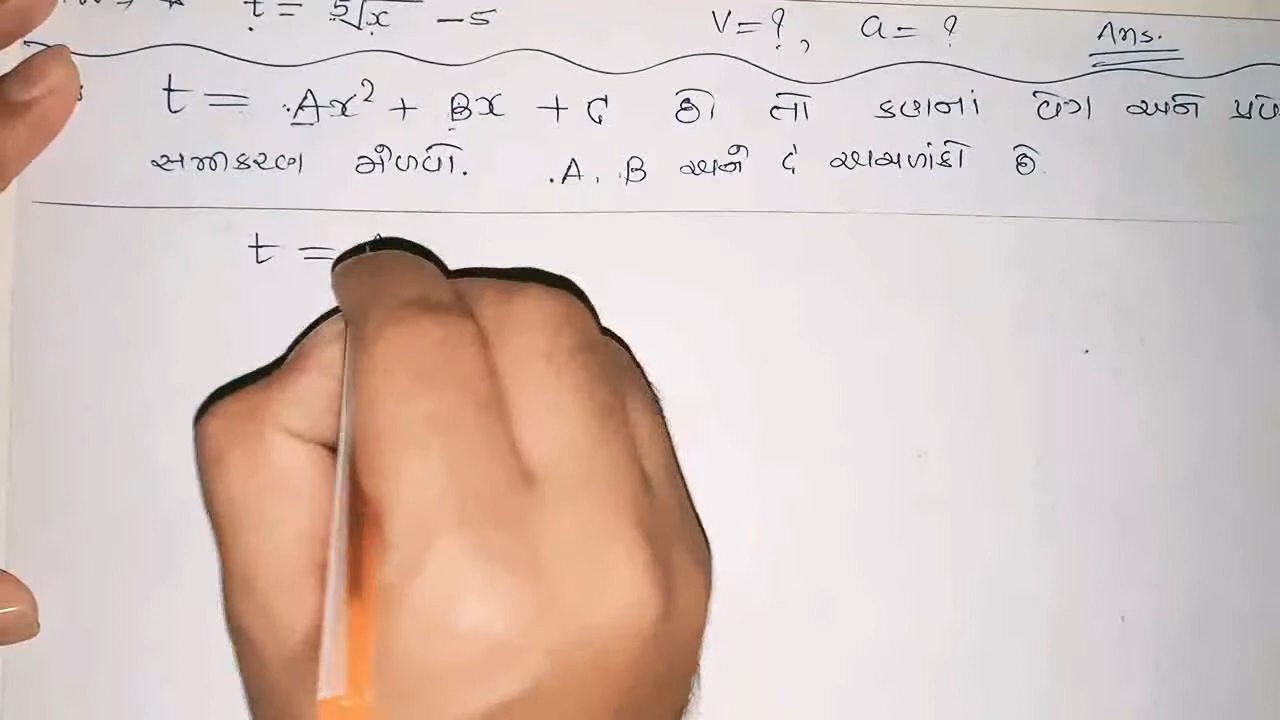 t = ⁵√x - 5 v = ?, a = ? Ans.
t = Ax² + Bx + C હોય તો કણનાં વેગ અને
સમીકરણ મેળવો. A, B અને C અચળાંકો છે.
t =